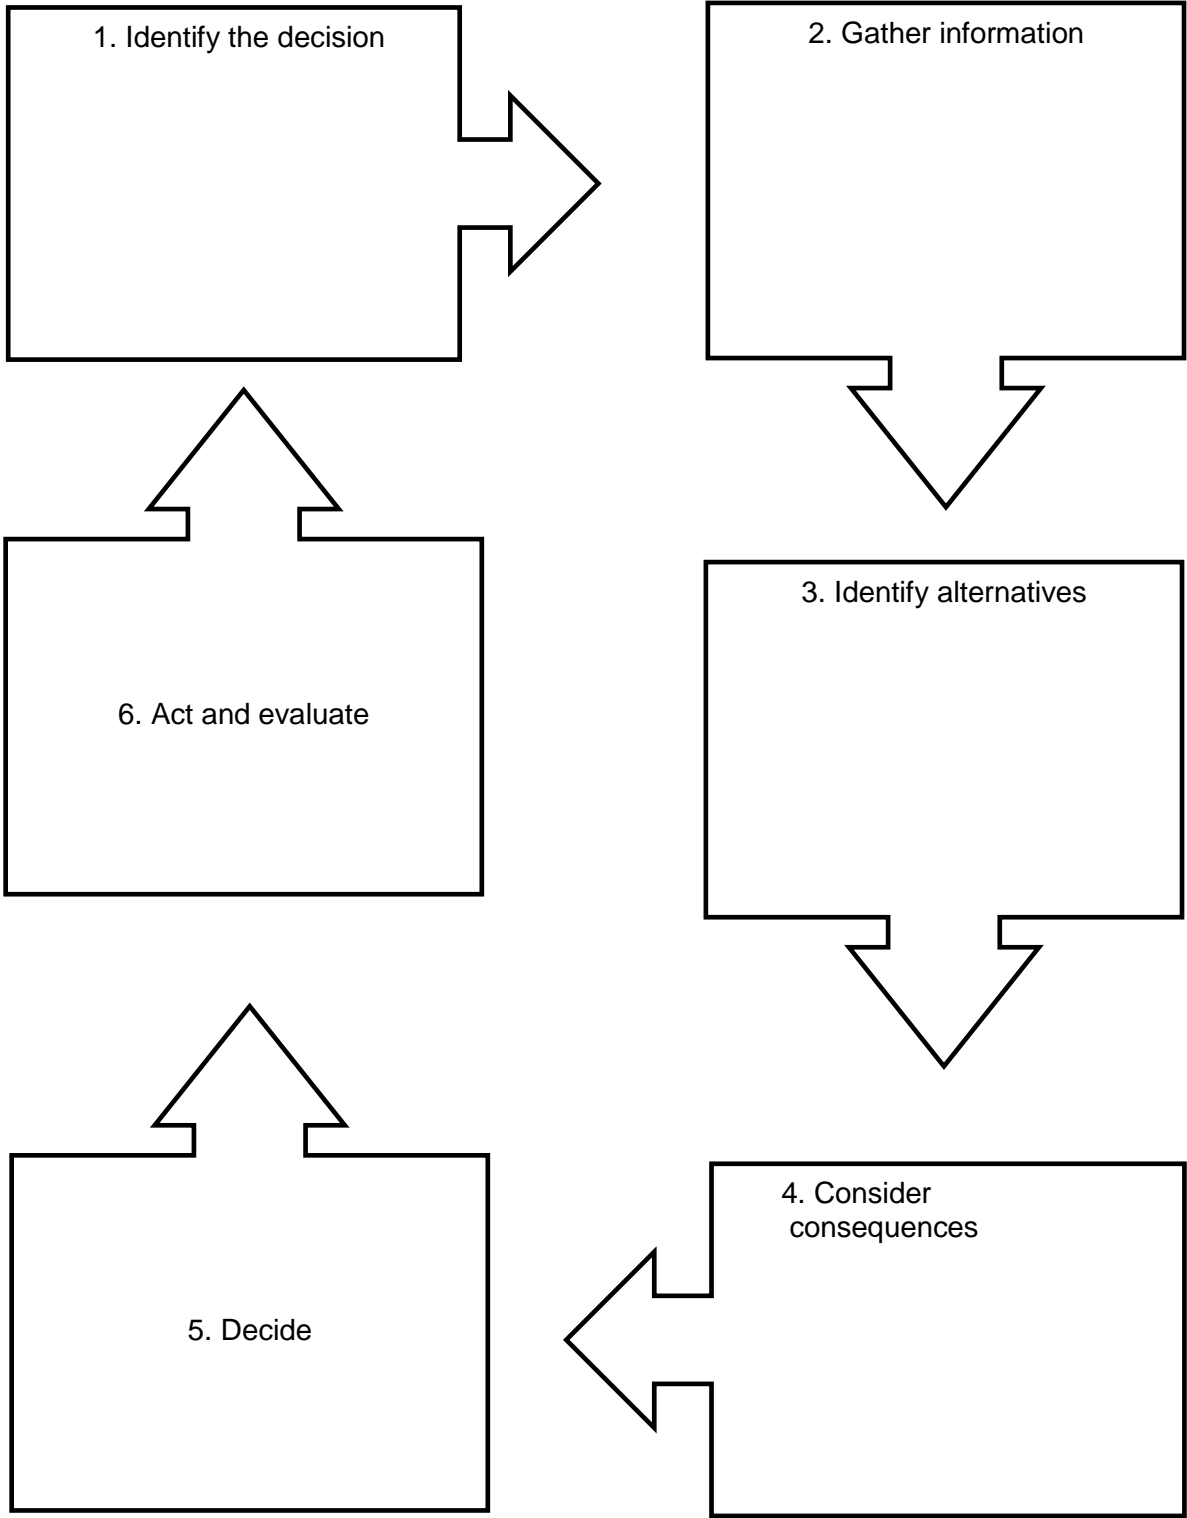 1. Identify the decision
2. Gather information
3. Identify alternatives
4. Consider
consequences
5. Decide
6. Act and evaluate